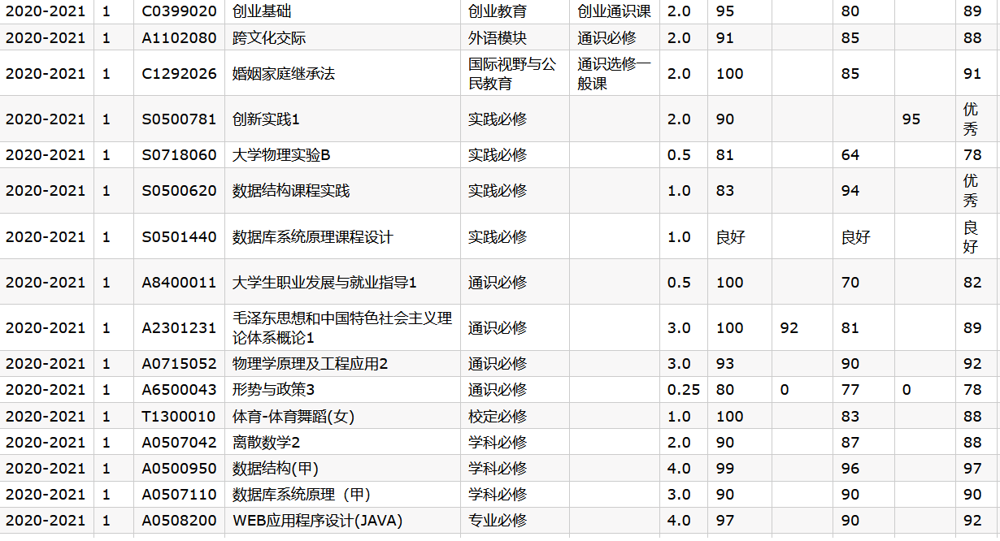 2020-2021 1 C0399020 创业基础 创业教育 创业通识课 2.0 95 80 89
2020-2021 1 A1102080 跨文化交际 外语模块 通识必修 2.0 91 85 88
2020-2021 1 C1292026 婚姻家庭继承法 国际视野与公 通识选修一 2.0 100 85 91
民教育 般课
2020-2021 1 S0500781 创新实践1 实践必修 2.0 90 95 优
秀
2020-2021 1 S0718060 大学物理实验B 实践必修 0.5 81 64 78
2020-2021 1 S0500620 数据结构课程实践 实践必修 1.0 83 94 优
秀
2020-2021 1 S0501440 数据库系统原理课程设计 实践必修 1.0 良好 良好 良
好
2020-2021 1 A8400011 大学生职业发展与就业指导1 通识必修 0.5 100 70 82
2020-2021 1 A2301231 毛泽东思想和中国特色社会主义理 通识必修 3.0 100 92 81 89
论体系概论1
2020-2021 1 A0715052 物理学原理及工程应用2 通识必修 3.0 93 90 92
2020-2021 1 A6500043 形势与政策3 通识必修 0.25 80 0 77 0 78
2020-2021 1 T1300010 体育-体育舞蹈(女) 校定必修 1.0 100 83 88
2020-2021 1 A0507042 离散数学2 学科必修 2.0 90 87 88
2020-2021 1 A0500950 数据结构(甲) 学科必修 4.0 99 96 97
2020-2021 1 A0507110 数据库系统原理（甲） 学科必修 3.0 90 90 90
2020-2021 1 A0508200 WEB应用程序设计(JAVA) 专业必修 4.0 97 90 92